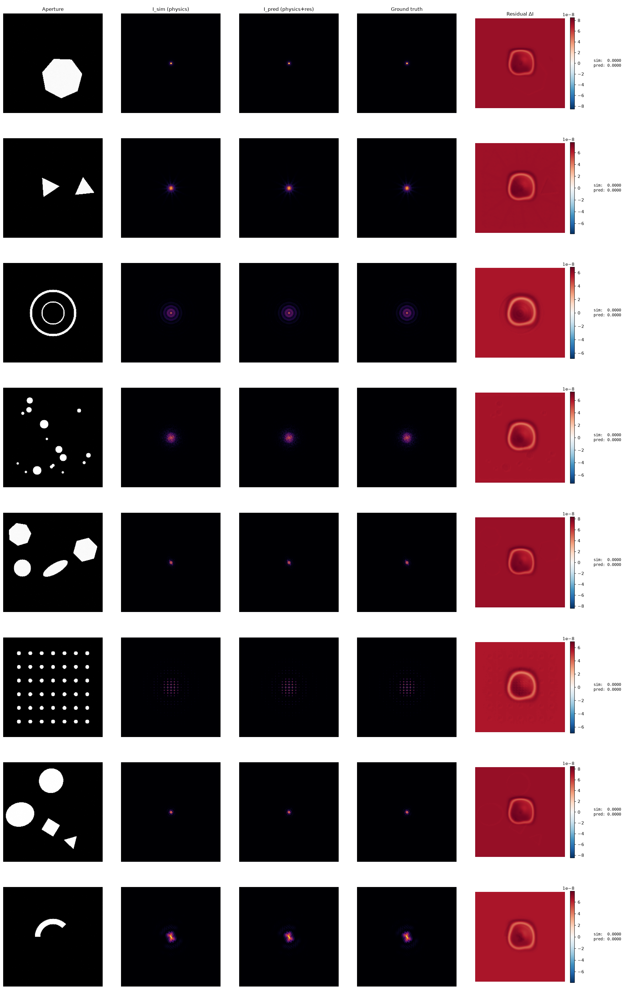 Aperture
I_sim (physics)
I_pred (physics+res)
Ground truth
Residual ΔI
1e−8
8
6
4
2
0
−2
−4
−6
−8
sim:  0.0000
pred: 0.0000
1e−8
6
4
2
0
−2
−4
−6
sim:  0.0000
pred: 0.0000
1e−8
6
4
2
0
−2
−4
−6
sim:  0.0000
pred: 0.0000
1e−8
6
4
2
0
−2
−4
−6
sim:  0.0000
pred: 0.0000
1e−8
8
6
4
2
0
−2
−4
−6
−8
sim:  0.0000
pred: 0.0000
1e−8
6
4
2
0
−2
−4
−6
sim:  0.0000
pred: 0.0000
1e−8
8
6
4
2
0
−2
−4
−6
−8
sim:  0.0000
pred: 0.0000
1e−8
6
4
2
0
−2
−4
−6
sim:  0.0000
pred: 0.0000